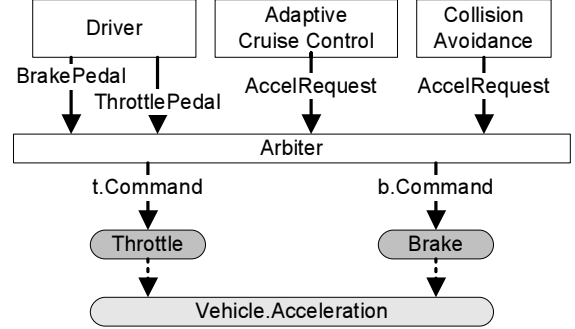 Driver
Adaptive
Cruise Control
Collision
Avoidance
BrakePedal
ThrottlePedal
AccelRequest
AccelRequest
Arbiter
t.Command
b.Command
Throttle
Brake
Vehicle.Acceleration